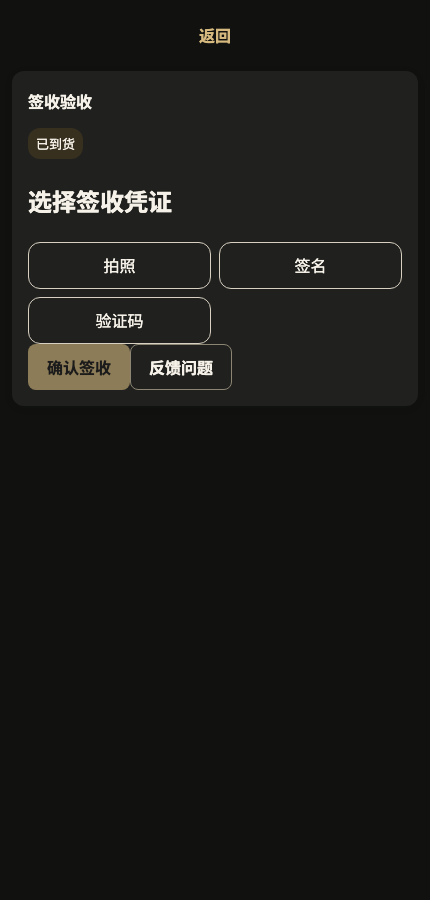 返回
签收验收
已到货
选择签收凭证
拍照 签名
验证码
确认签收 反馈问题